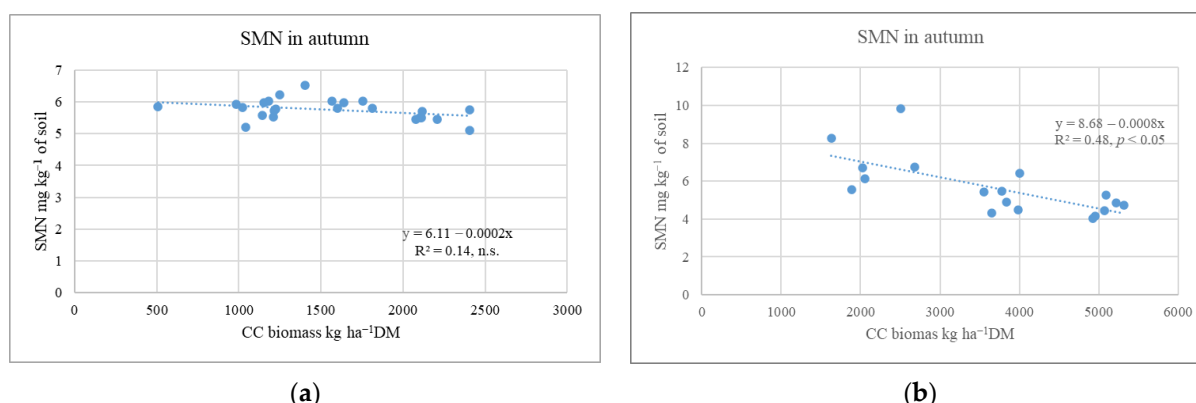 SMN in autumn
7
6
5
4
3
2
1
0
SMN mg kg⁻¹ of soil
y = 6.11 – 0.0002x
R² = 0.14, n.s.
0 500 1000 1500 2000 2500 3000
CC biomass kg ha⁻¹DM
(a)
SMN in autumn
12
10
8
6
4
2
0
SMN mg kg⁻¹ of soil
y = 8.68 – 0.0008x
R² = 0.48, p < 0.05
0 1000 2000 3000 4000 5000 6000
CC biomas kg ha⁻¹DM
(b)